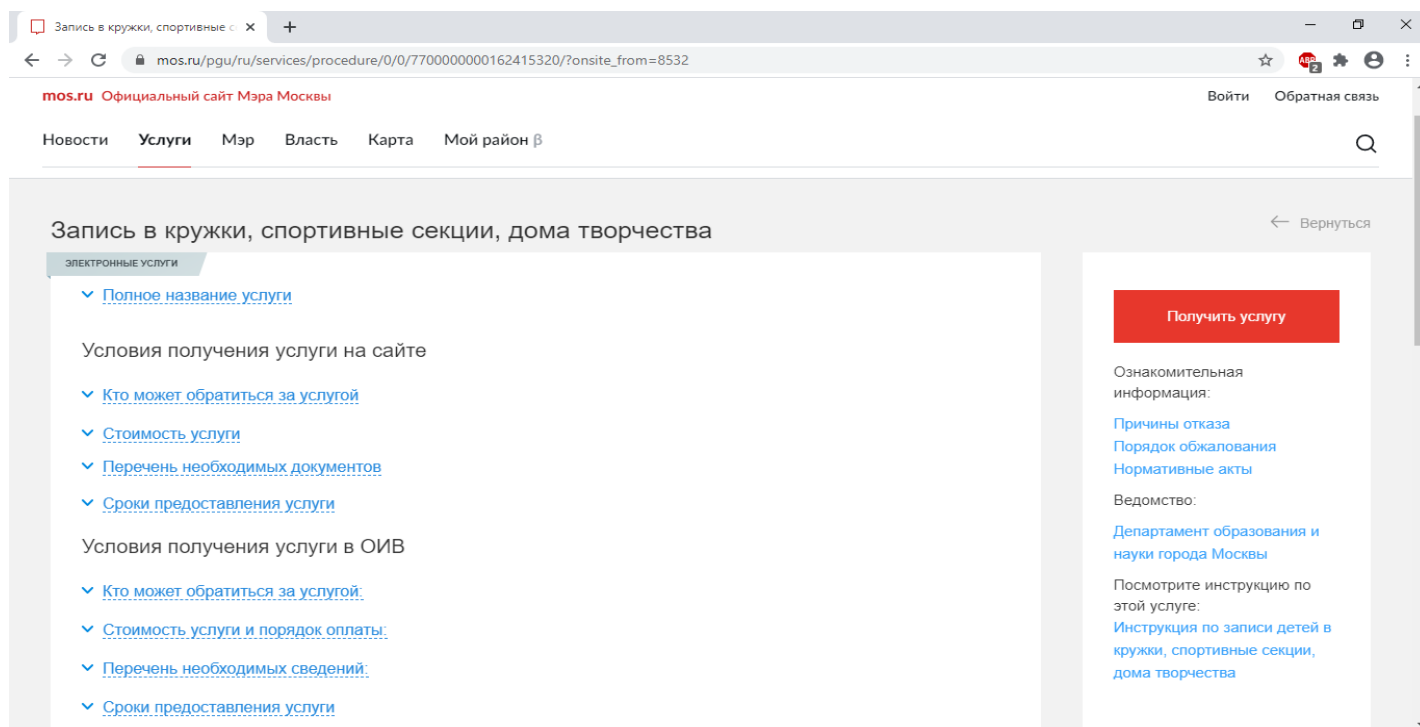 Запись в кружки, спортивные с
mos.ru/pgu/ru/services/procedure/0/0/7700000000162415320/?onsite_from=8532
ABP
2
mos.ru Официальный сайт Мэра Москвы
Войти Обратная связь
Новости Услуги Мэр Власть Карта Мой район β
Запись в кружки, спортивные секции, дома творчества
Вернуться
ЭЛЕКТРОННЫЕ УСЛУГИ
Полное название услуги
Условия получения услуги на сайте
Кто может обратиться за услугой
Стоимость услуги
Перечень необходимых документов
Сроки предоставления услуги
Условия получения услуги в ОИВ
Кто может обратиться за услугой:
Стоимость услуги и порядок оплаты:
Перечень необходимых сведений:
Сроки предоставления услуги
Получить услугу
Ознакомительная
информация:
Причины отказа
Порядок обжалования
Нормативные акты
Ведомство:
Департамент образования и
науки города Москвы
Посмотрите инструкцию по
этой услуге:
Инструкция по записи детей в
кружки, спортивные секции,
дома творчества